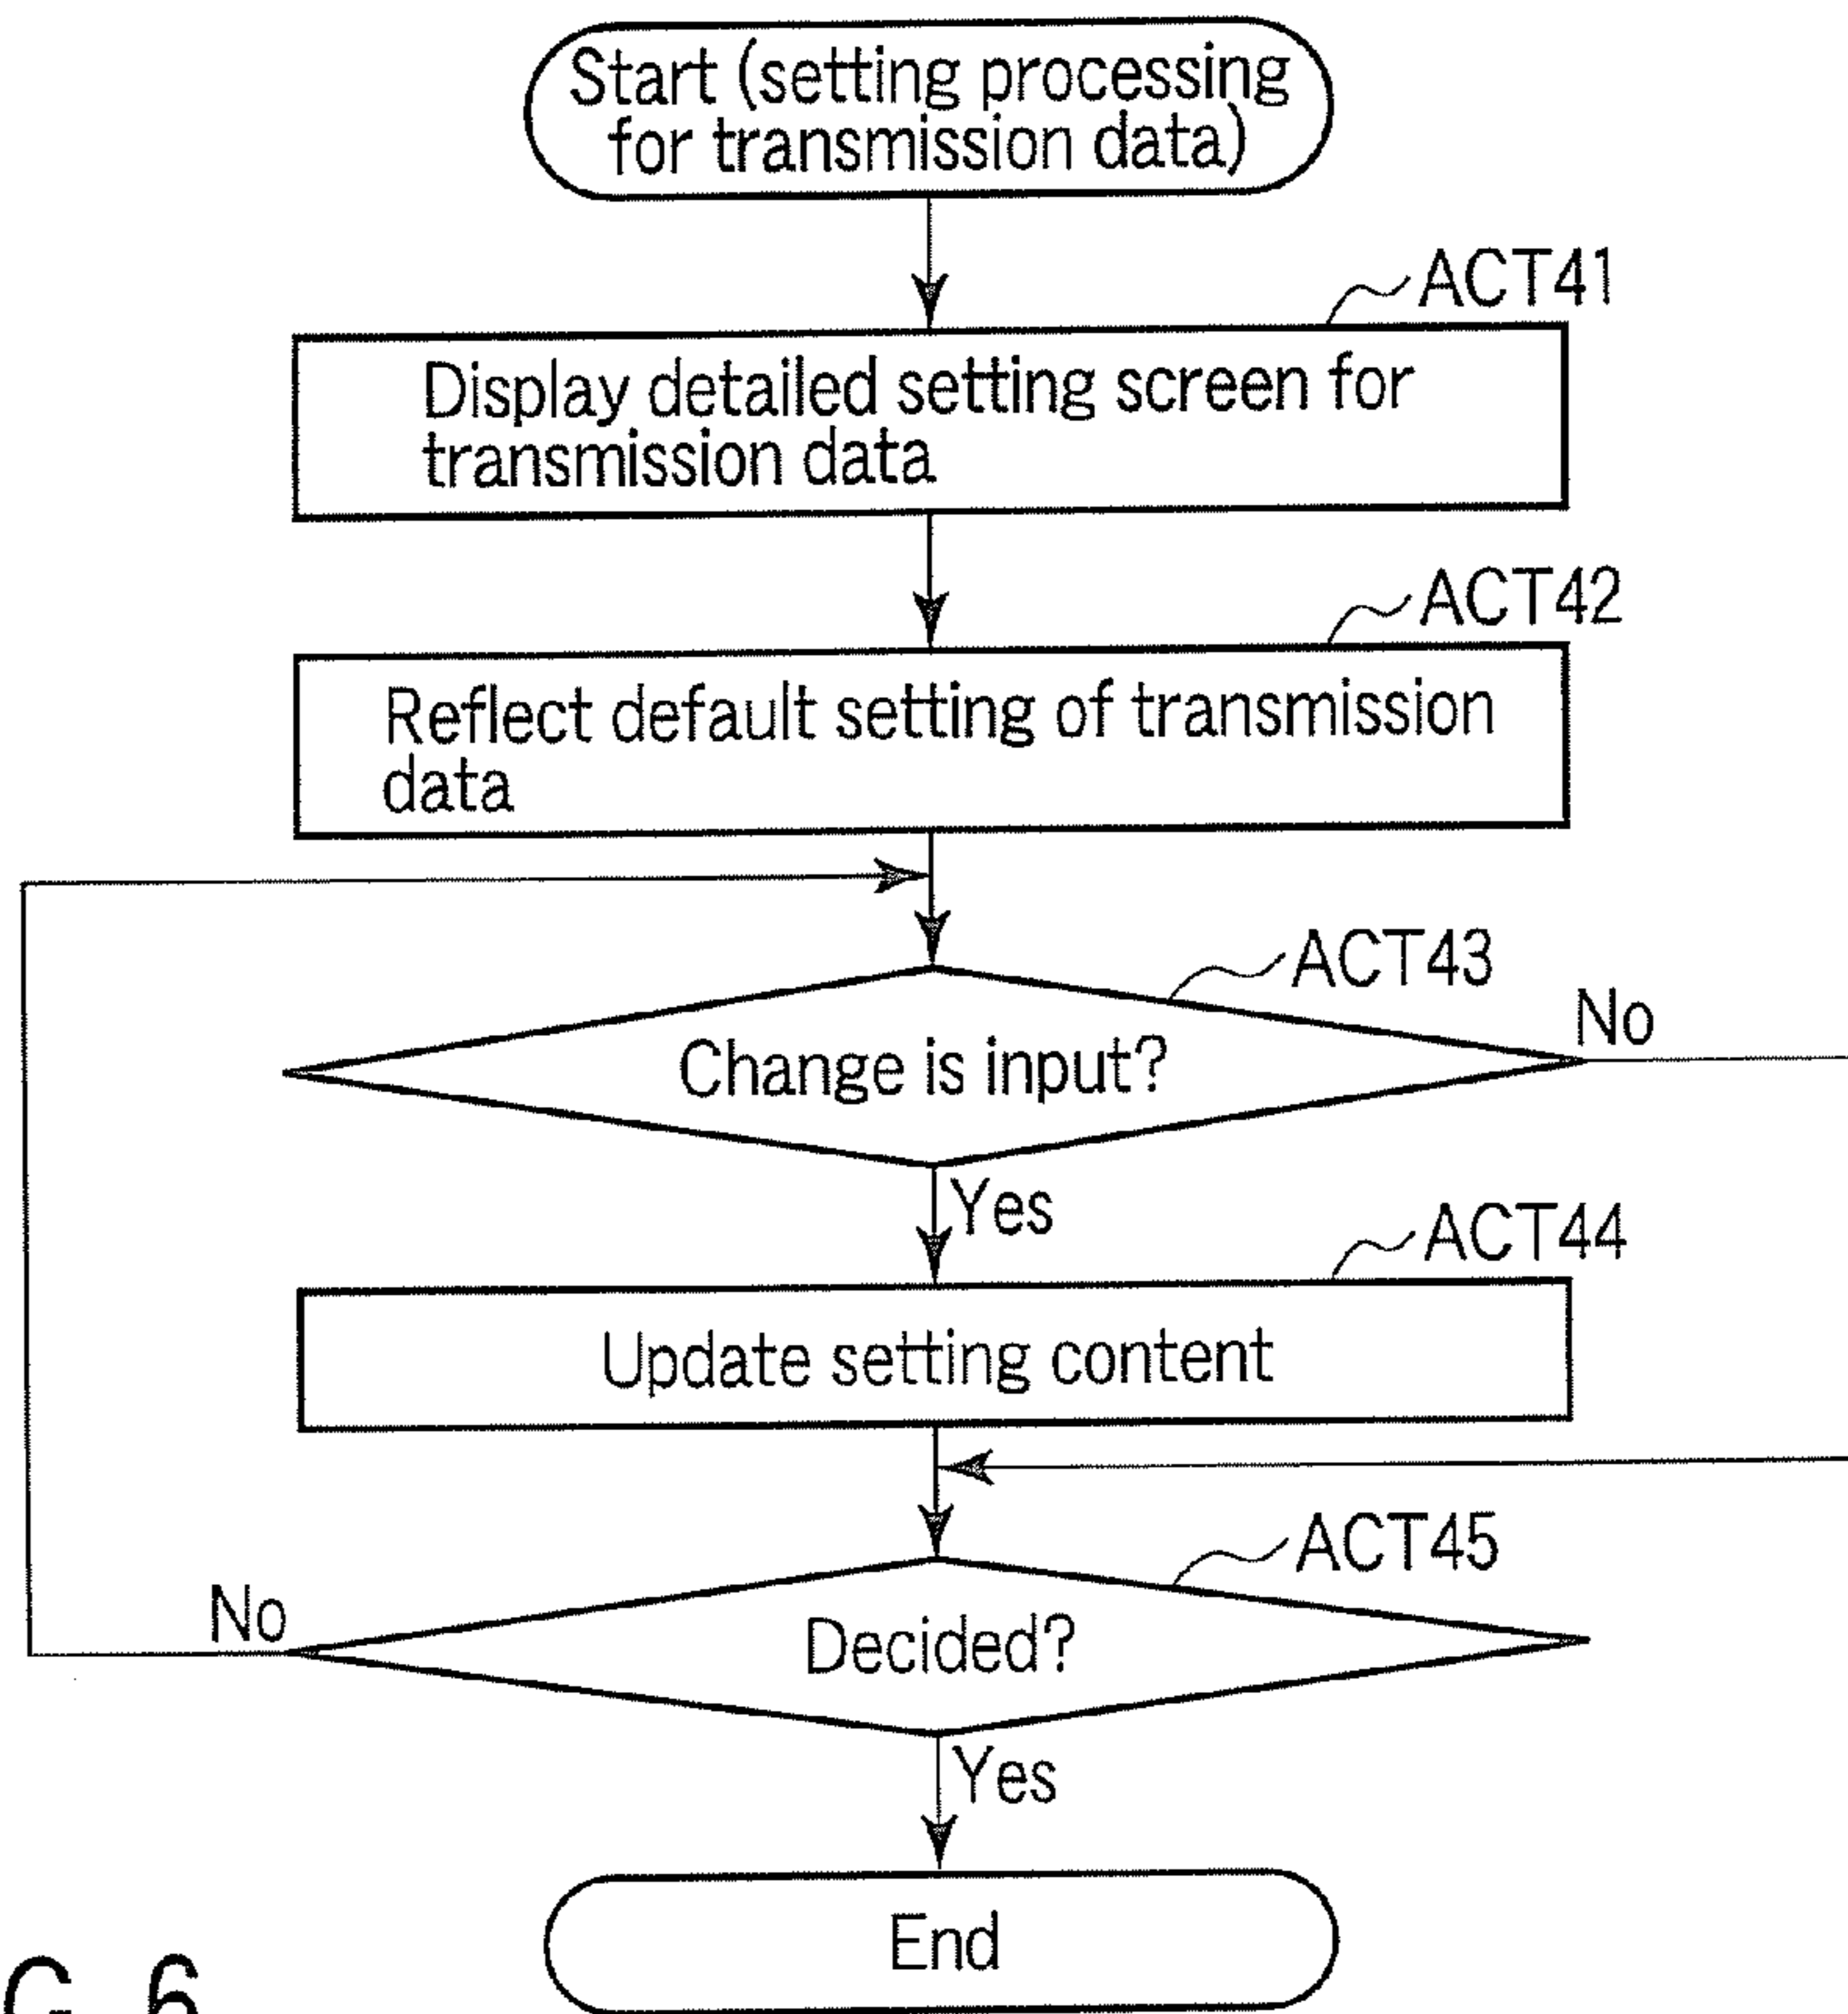 Start (setting processing
for transmission data)
ACT41
Display detailed setting screen for
transmission data
ACT42
Reflect default setting of transmission
data
ACT43
Change is input?
No
Yes
ACT44
Update setting content
ACT45
Decided?
No
Yes
End
G. 6